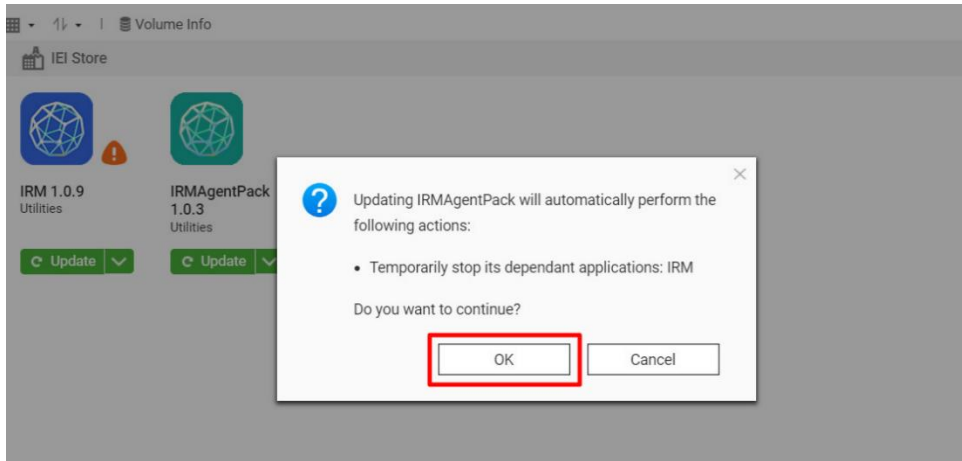 Volume Info
IEI Store
IRM 1.0.9
Utilities
Update
IRMAgentPack
1.0.3
Utilities
Update
Updating IRMAgentPack will automatically perform the
following actions:
• Temporarily stop its dependant applications: IRM
Do you want to continue?
OK
Cancel